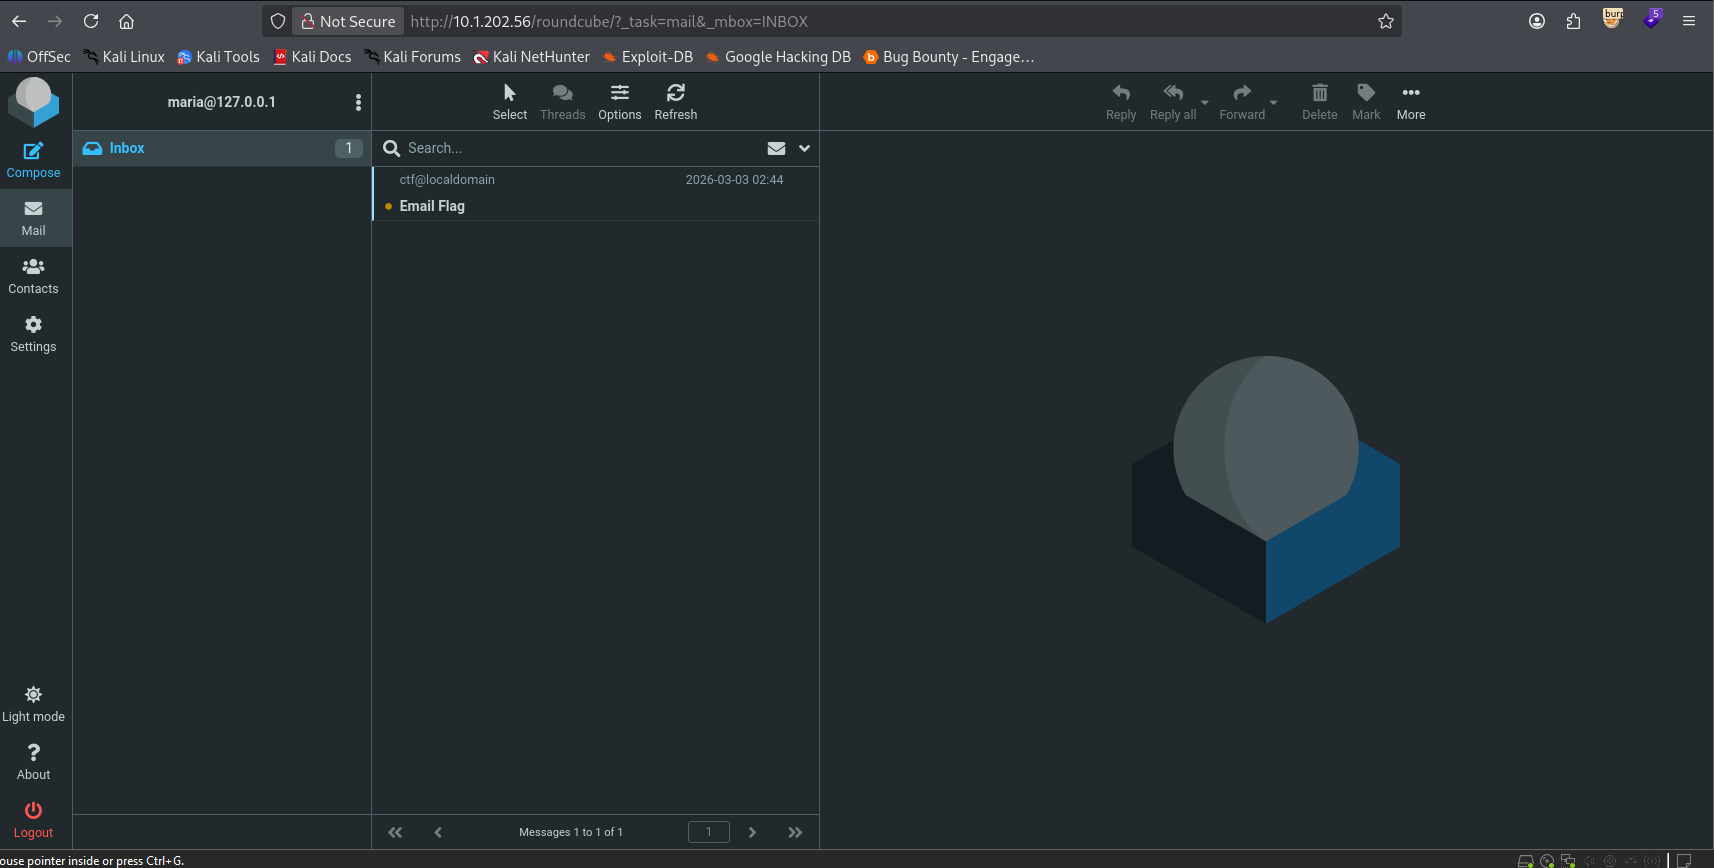 Not Secure http://10.1.202.56/roundcube/?_task=mail&_mbox=INBOX burp 5
OffSec Kali Linux Kali Tools Kali Docs Kali Forums Kali NetHunter Exploit-DB Google Hacking DB Bug Bounty - Engage…
maria@127.0.0.1
Select Threads Options Refresh
Reply Reply all Forward Delete Mark More
Compose
Mail
Contacts
Settings
Light mode
About
Logout
Inbox 1
Search...
ctf@localdomain 2026-03-03 02:44
Email Flag
Messages 1 to 1 of 1 1
ouse pointer inside or press Ctrl+G.